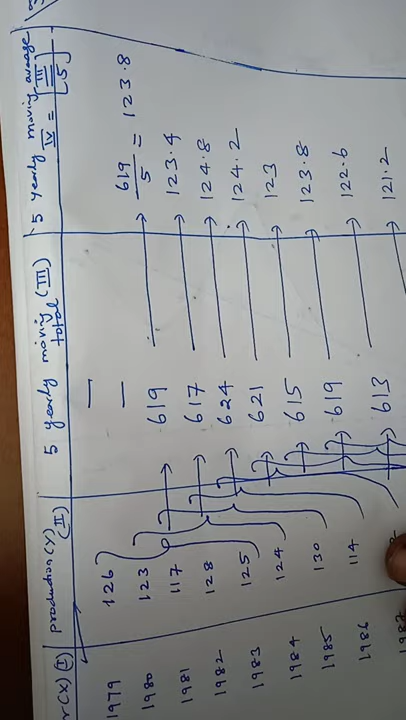 r(X) (I) production(Y) (II) 5 yearly moving total (III) 5 yearly moving average IV = [III/5]
1979 126 — 
1980 123 — 
1981 117 → 619 → 619/5 = 123.8
1982 128 → 617 → 123.4
1983 125 → 624 → 124.8
1984 124 → 621 → 124.2
1985 130 → 615 → 123
1986 114 → 619 → 123.8
→ 613 → 122.6
→ 121.2